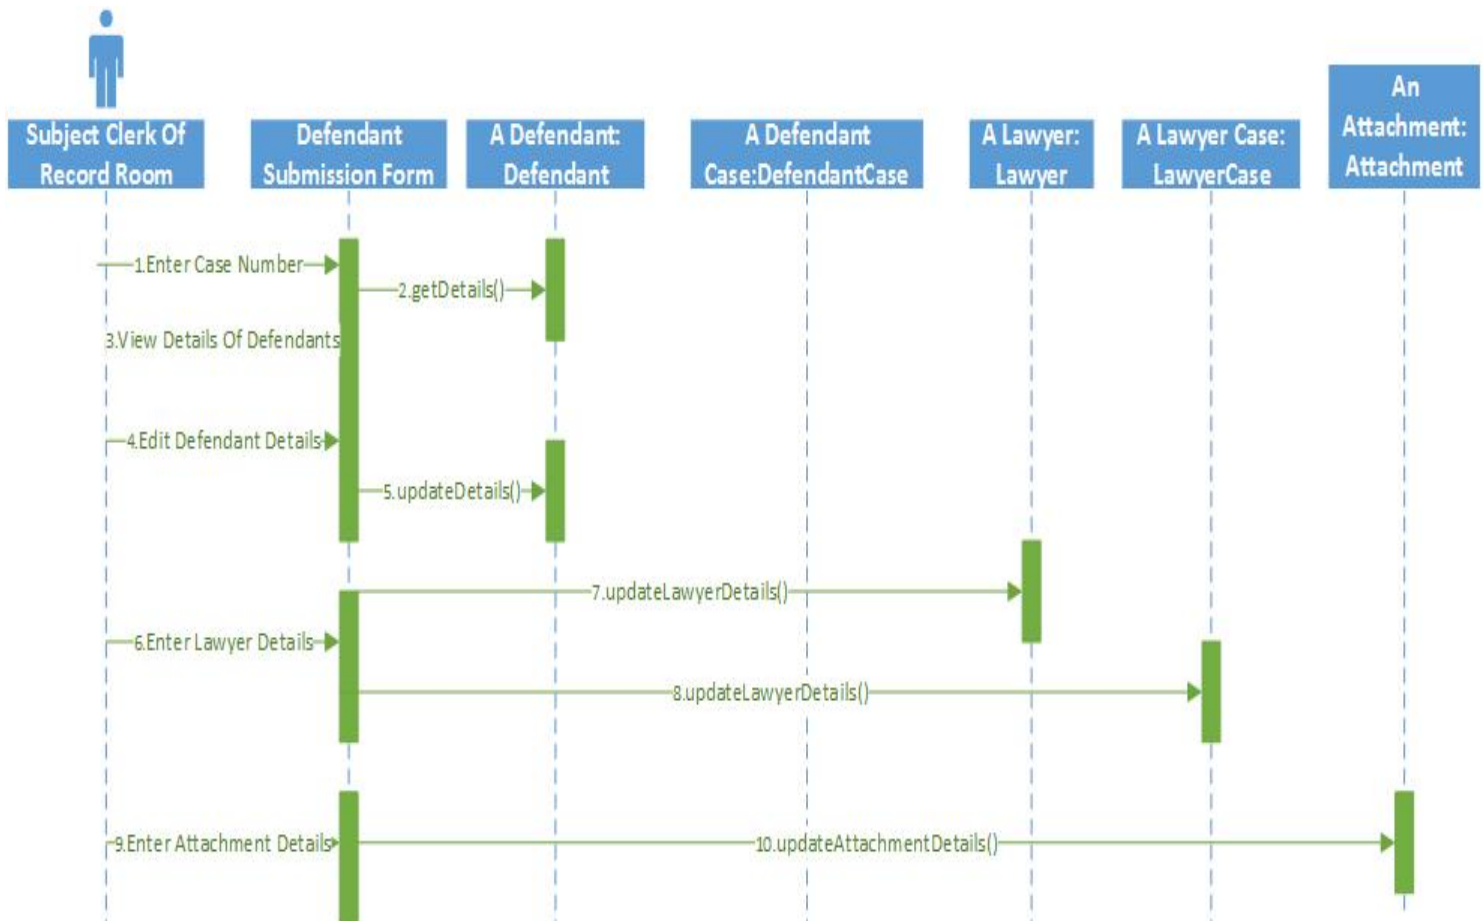 Subject Clerk Of
Record Room
Defendant
Submission Form
A Defendant:
Defendant
A Defendant
Case:DefendantCase
A Lawyer:
Lawyer
A Lawyer Case:
LawyerCase
An
Attachment:
Attachment
1.Enter Case Number
2.getDetails()
3.View Details Of Defendants
4.Edit Defendant Details
5.updateDetails()
7.updateLawyerDetails()
6.Enter Lawyer Details
8.updateLawyerDetails()
9.Enter Attachment Details
10.updateAttachmentDetails()